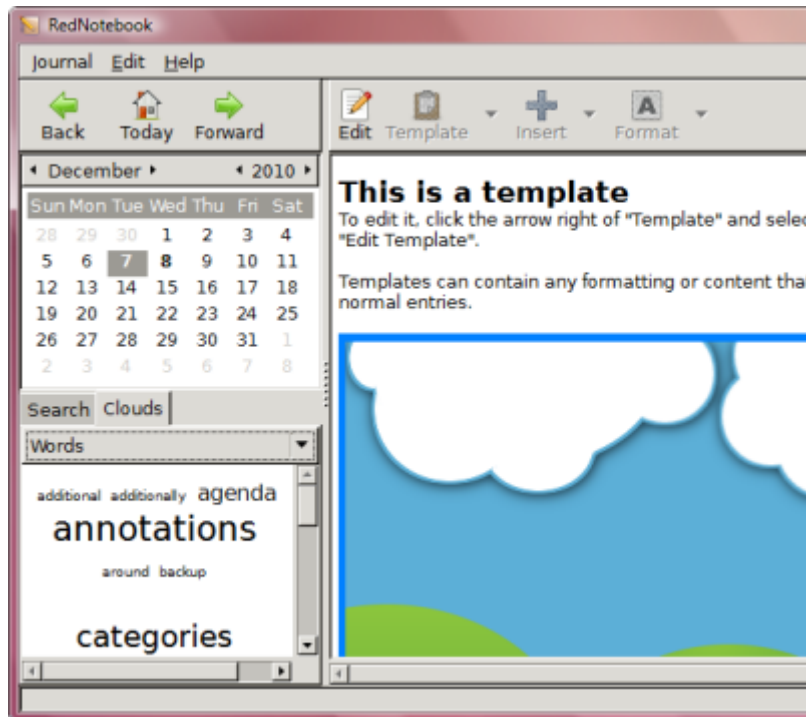 RedNotebook
Journal Edit Help
Back Today Forward
Edit Template Insert Format
December 2010
Sun Mon Tue Wed Thu Fri Sat
28 29 30 1 2 3 4
5 6 7 8 9 10 11
12 13 14 15 16 17 18
19 20 21 22 23 24 25
26 27 28 29 30 31 1
2 3 4 5 6 7 8
Search Clouds
Words
additional additionally agenda
annotations
around backup
categories
This is a template
To edit it, click the arrow right of "Template" and selec
"Edit Template".
Templates can contain any formatting or content tha
normal entries.